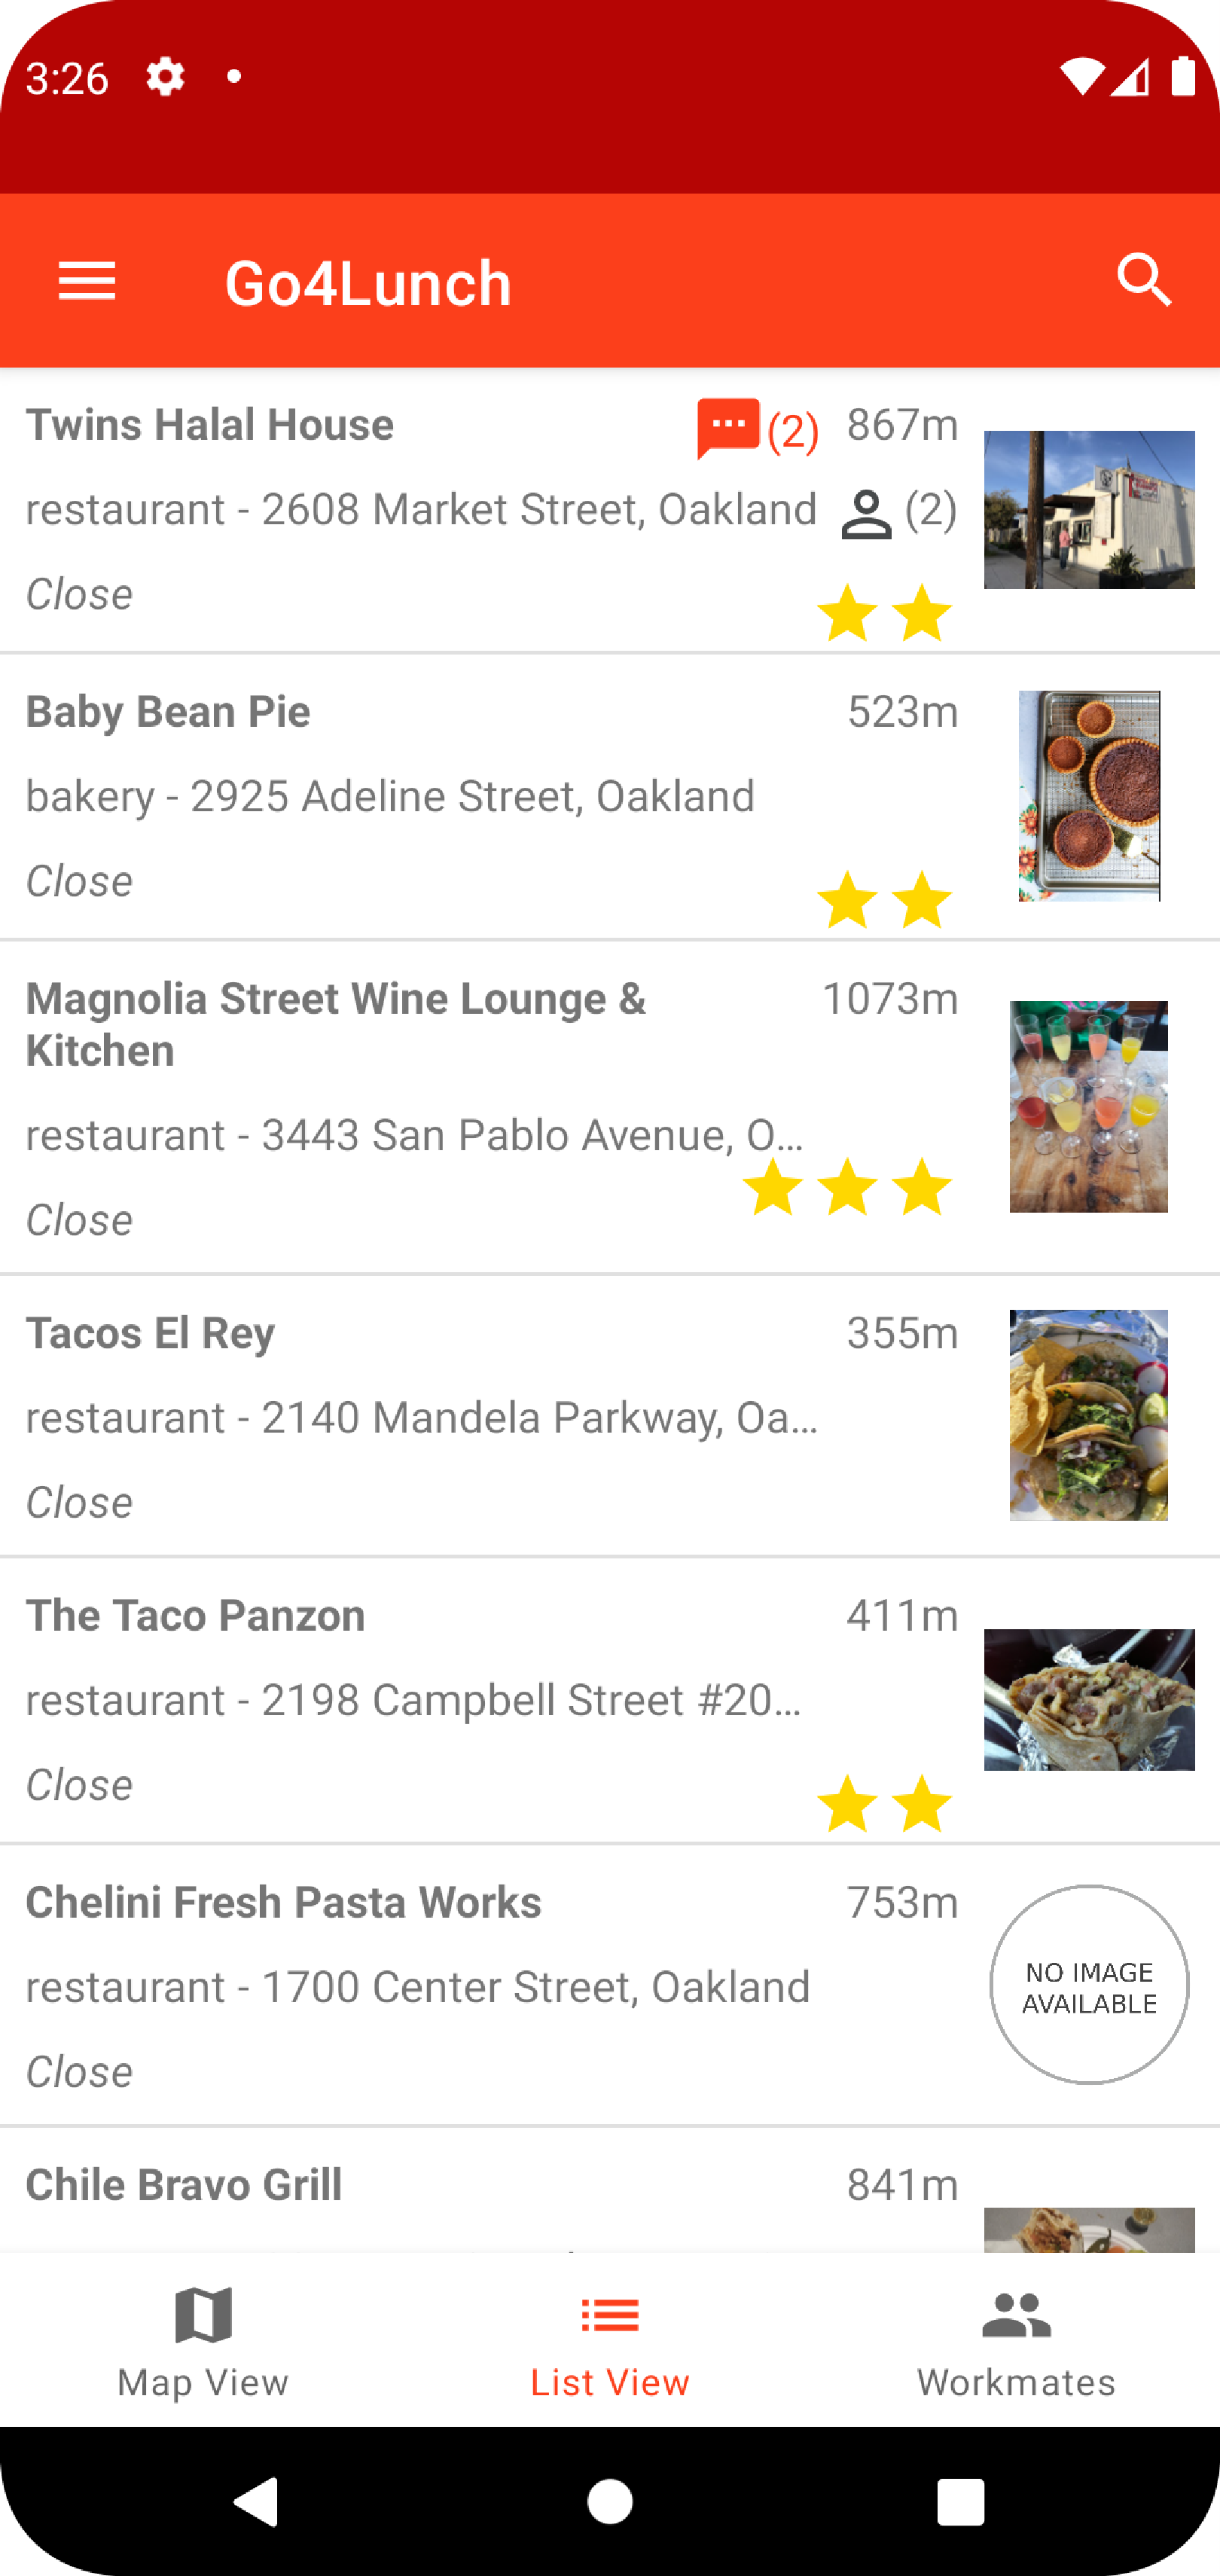 3:26
Go4Lunch
Twins Halal House (2) 867m
restaurant - 2608 Market Street, Oakland (2)
Close
Baby Bean Pie 523m
bakery - 2925 Adeline Street, Oakland
Close
Magnolia Street Wine Lounge & 1073m
Kitchen
restaurant - 3443 San Pablo Avenue, O...
Close
Tacos El Rey 355m
restaurant - 2140 Mandela Parkway, Oa...
Close
The Taco Panzon 411m
restaurant - 2198 Campbell Street #20...
Close
Chelini Fresh Pasta Works 753m
restaurant - 1700 Center Street, Oakland
Close
NO IMAGE
AVAILABLE
Chile Bravo Grill 841m
Map View List View Workmates